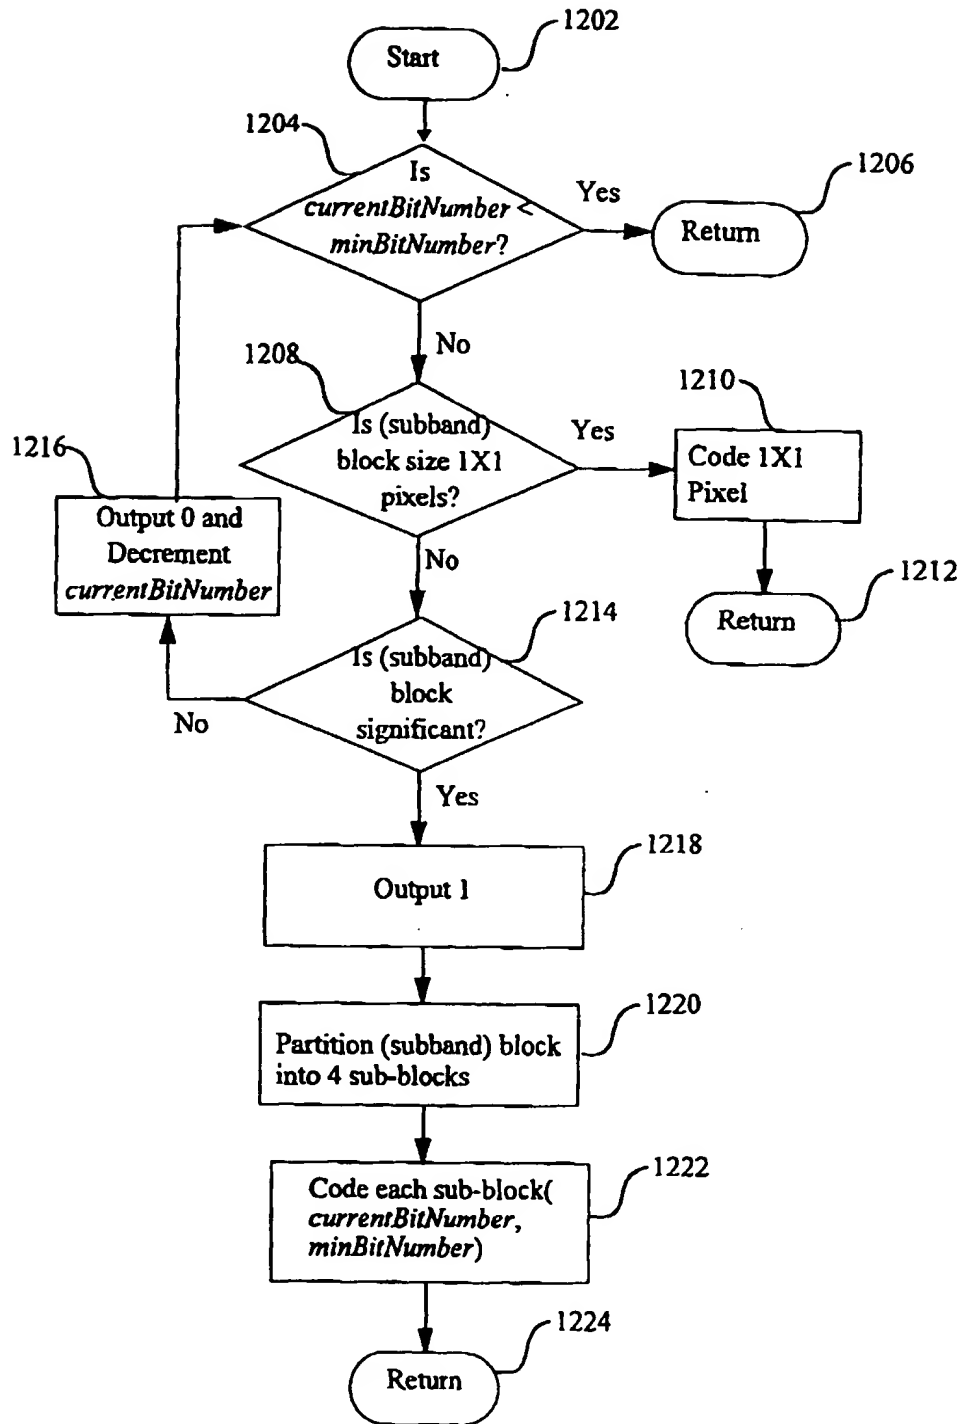 1202
Start
1204
Is
currentBitNumber <
minBitNumber?
Yes
1206
Return
No
1208
Is (subband)
block size 1X1
pixels?
Yes
1210
Code 1X1
Pixel
1216
Output 0 and
Decrement
currentBitNumber
No
1212
Return
1214
Is (subband)
block
significant?
No
Yes
1218
Output 1
1220
Partition (subband) block
into 4 sub-blocks
1222
Code each sub-block(
currentBitNumber,
minBitNumber)
1224
Return